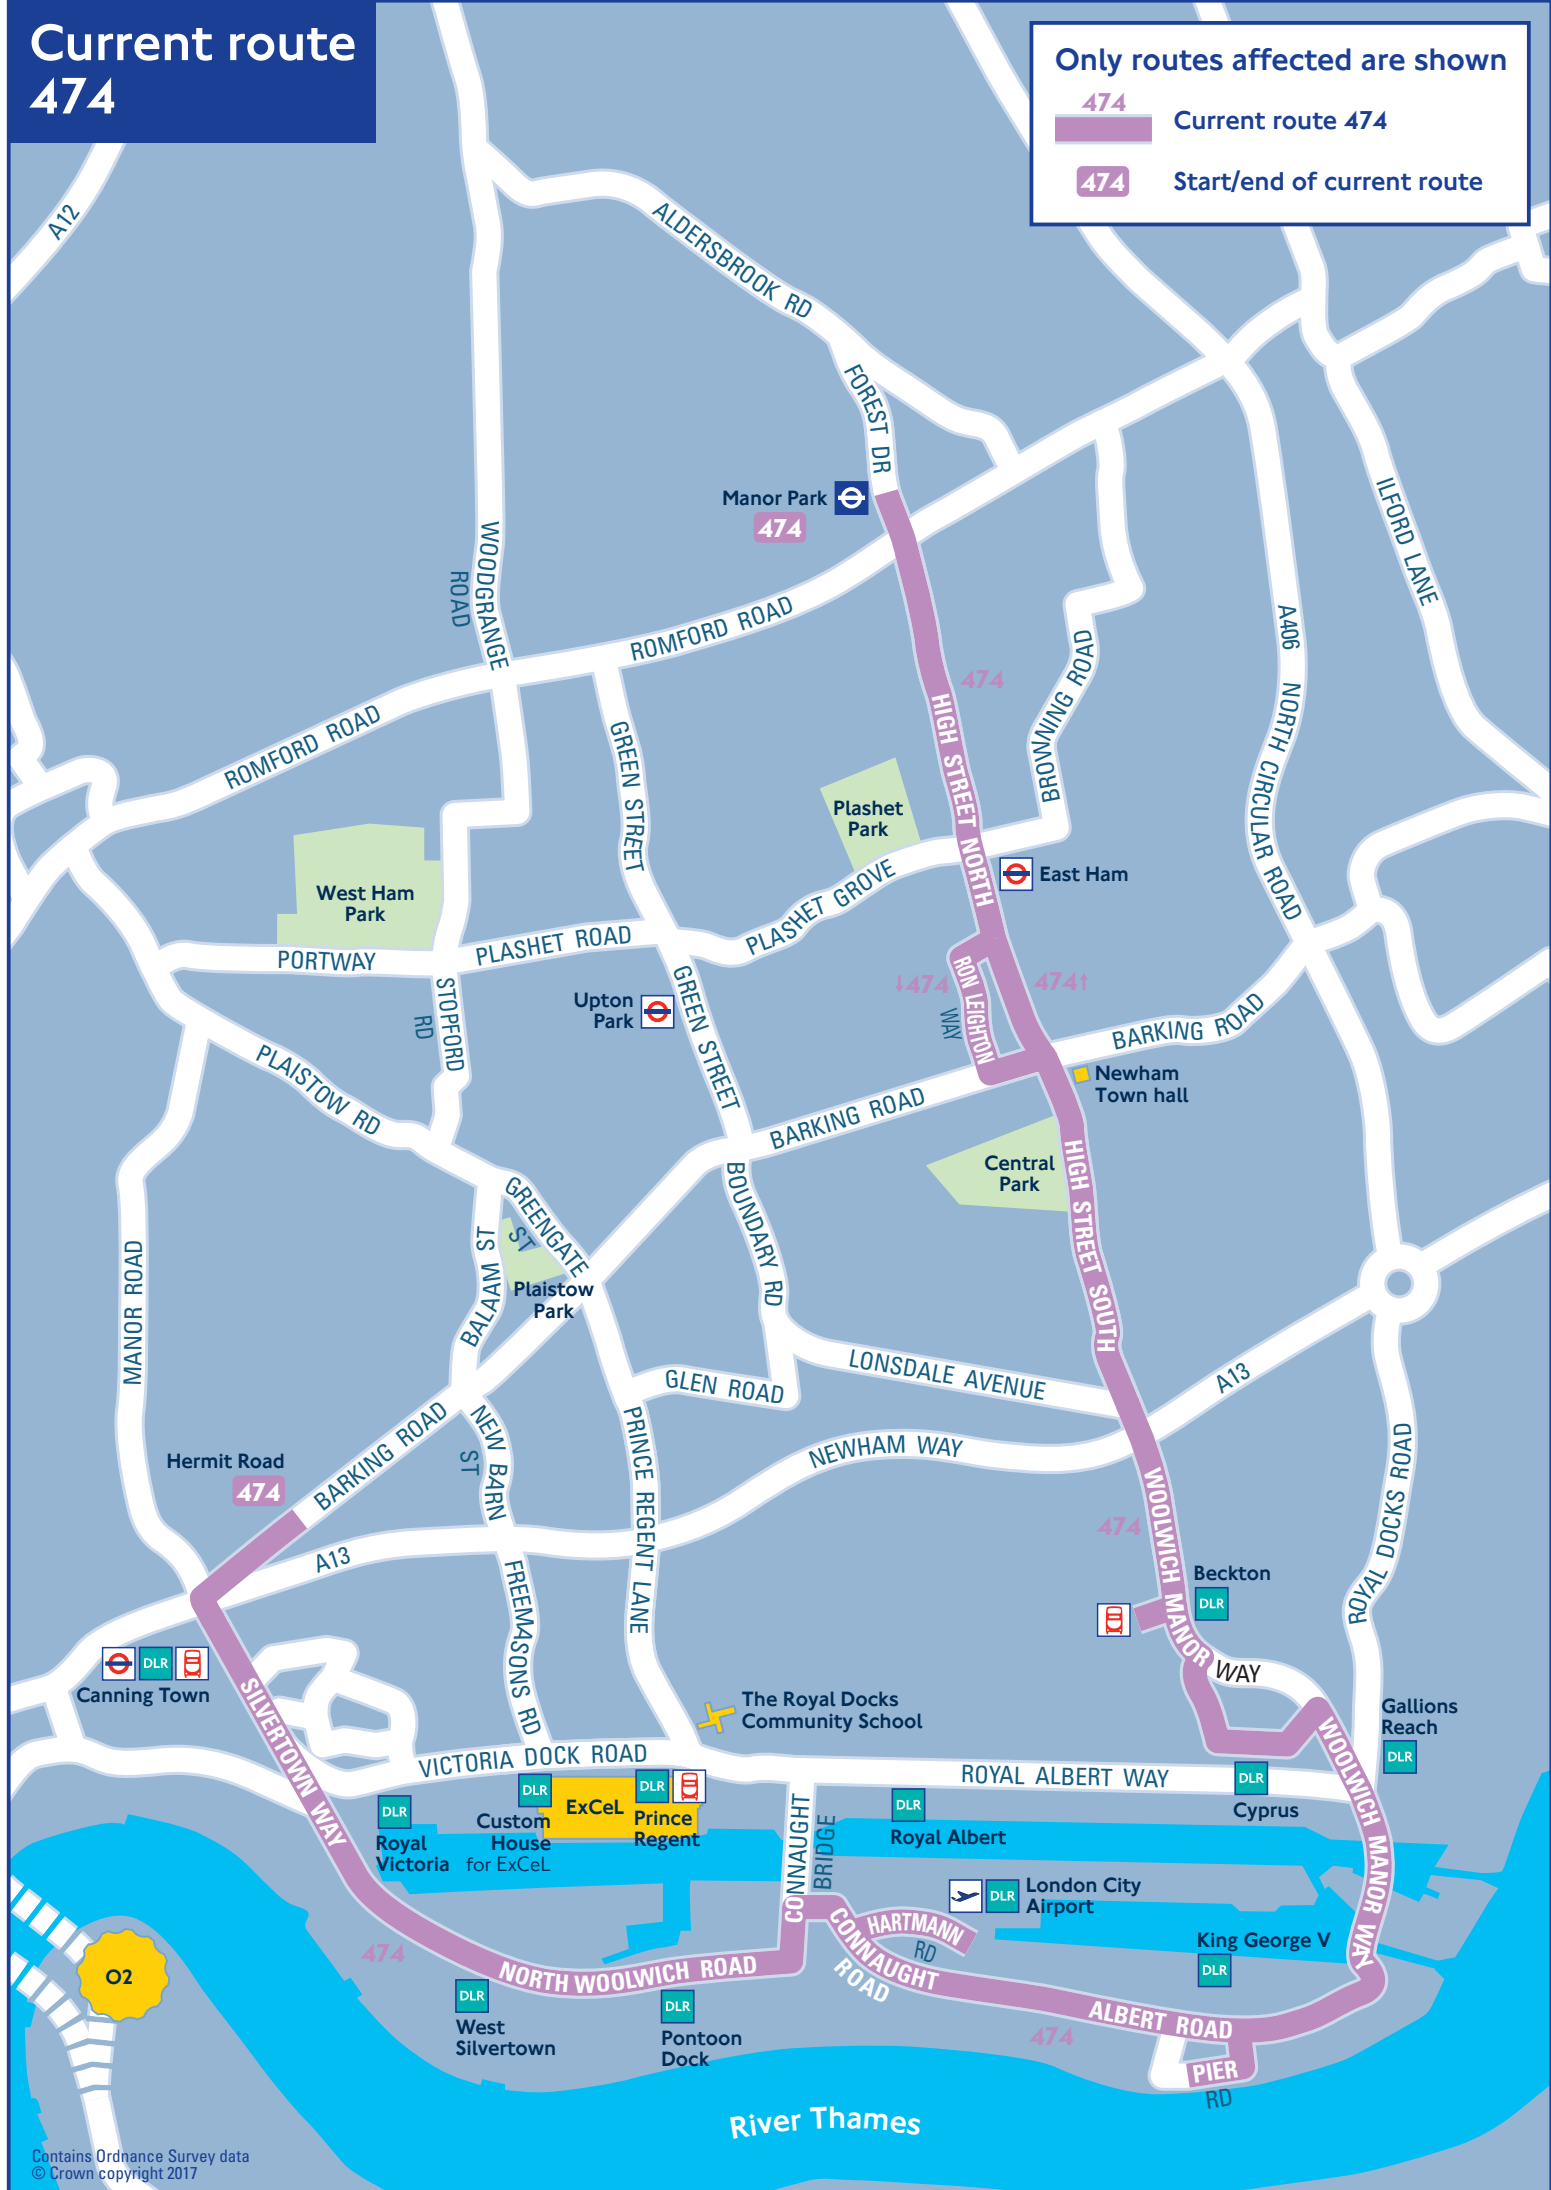 Current route
474
Only routes affected are shown
474
Current route 474
474
Start/end of current route
A12
ALDERSBROOK RD
FOREST DR
Manor Park
474
ILFORD LANE
WOODGRANGE
ROAD
ROMFORD ROAD
A406 NORTH CIRCULAR ROAD
474
BROWNING ROAD
ROMFORD ROAD
GREEN STREET
HIGH STREET NORTH
Plashet
Park
East Ham
West Ham
Park
PLASHET GROVE
PLASHET ROAD
PORTWAY
STOPFORD
RD
Upton
Park
GREEN STREET
↓474
RON LEIGHTON
WAY
474↑
BARKING ROAD
Newham
Town hall
PLAISTOW RD
BARKING ROAD
Central
Park
HIGH STREET SOUTH
BOUNDARY RD
GREENGATE
ST
BALAAM ST
Plaistow
Park
MANOR ROAD
LONSDALE AVENUE
GLEN ROAD
A13
NEWHAM WAY
PRINCE REGENT LANE
NEW BARN
ST
BARKING ROAD
Hermit Road
474
A13
ROYAL DOCKS ROAD
474
WOOLWICH MANOR
WAY
Beckton
DLR
FREEMASONS RD
DLR
Canning Town
SILVERTOWN WAY
The Royal Docks
Community School
Gallions
Reach
DLR
WOOLWICH MANOR WAY
VICTORIA DOCK ROAD
ROYAL ALBERT WAY
DLR
Cyprus
DLR
Custom
House
for ExCeL
ExCeL
DLR
Prince
Regent
DLR
Royal
Victoria
DLR
Royal Albert
CONNAUGHT
BRIDGE
DLR
London City
Airport
HARTMANN
RD
CONNAUGHT
ROAD
King George V
DLR
O2
474
NORTH WOOLWICH ROAD
DLR
West
Silvertown
DLR
Pontoon
Dock
ALBERT ROAD
474
PIER
RD
River Thames
Contains Ordnance Survey data
© Crown copyright 2017